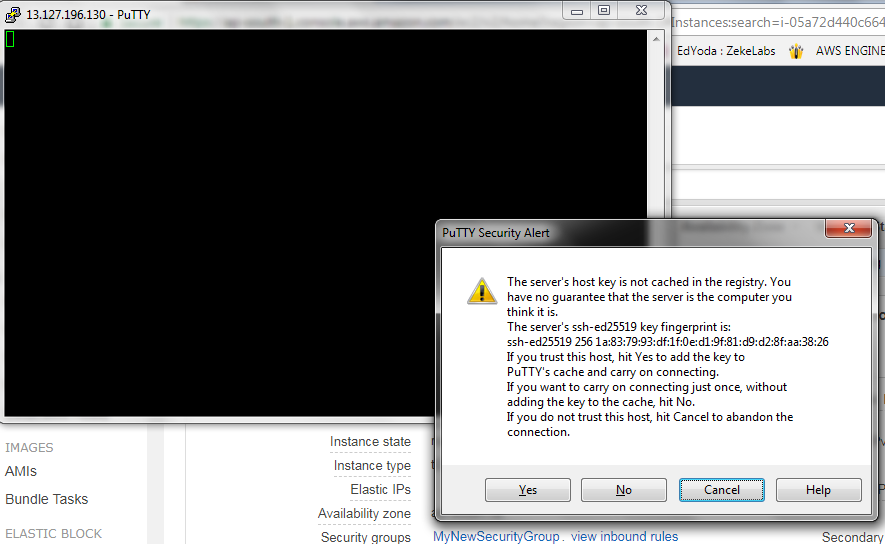 13.127.196.130 - PuTTY
Instances:search=i-05a72d440c664
EdYoda : ZekeLabs
AWS ENGINE
PuTTY Security Alert
The server's host key is not cached in the registry. You
have no guarantee that the server is the computer you
think it is.
The server's ssh-ed25519 key fingerprint is:
ssh-ed25519 256 1a:83:79:93:df:1f:0e:d1:9f:81:d9:d2:8f:aa:38:26
If you trust this host, hit Yes to add the key to
PuTTY's cache and carry on connecting.
If you want to carry on connecting just once, without
adding the key to the cache, hit No.
If you do not trust this host, hit Cancel to abandon the
connection.
Yes
No
Cancel
Help
IMAGES
AMIs
Bundle Tasks
ELASTIC BLOCK
Instance state
Instance type
Elastic IPs
Availability zone
Security groups
MyNewSecurityGroup. view inbound rules
Secondary